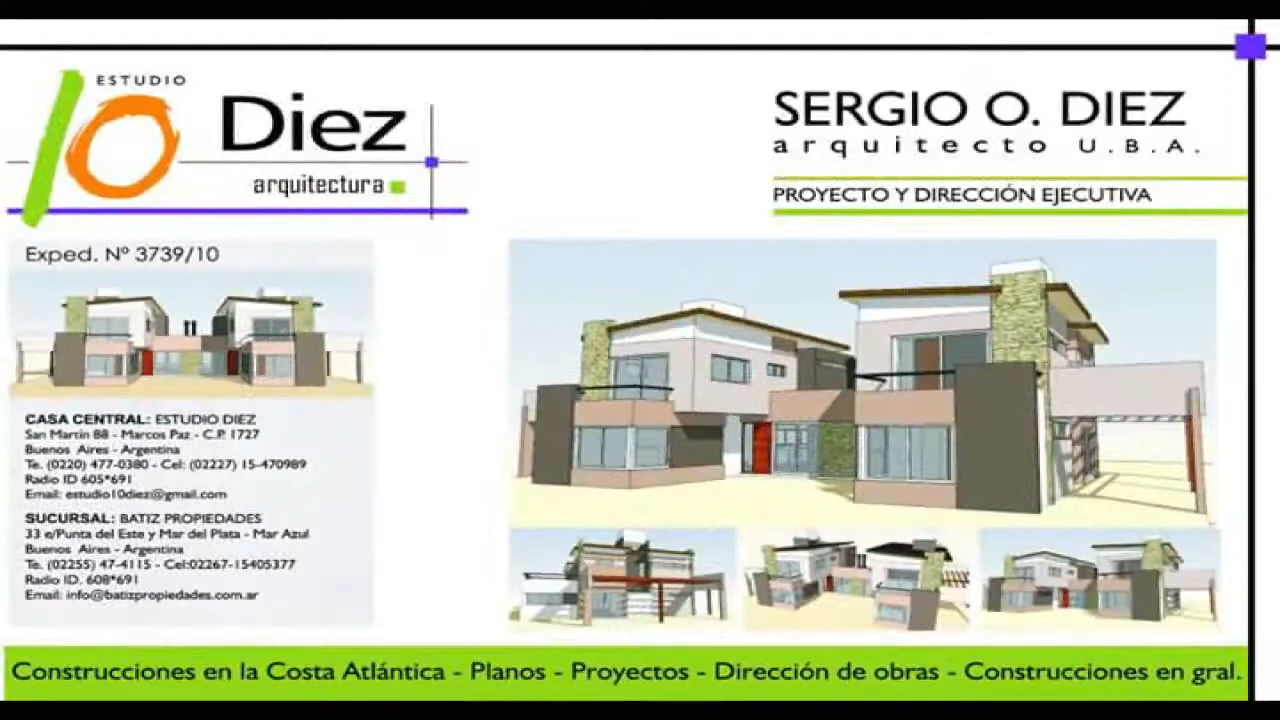 ESTUDIO
10 Diez
arquitectura
SERGIO O. DIEZ
arquitecto U.B.A.
PROYECTO Y DIRECCIÓN EJECUTIVA
Exped. Nº 3739/10
CASA CENTRAL: ESTUDIO DIEZ
San Martín 88 - Marcos Paz - C.P. 1727
Buenos Aires - Argentina
Te. (0220) 477-0380 - Cel: (02227) 15-470989
Radio ID 605*691
Email: estudio10diez@gmail.com
SUCURSAL: BATIZ PROPIEDADES
33 e/Punta del Este y Mar del Plata - Mar Azul
Buenos Aires - Argentina
Te. (02255) 47-4115 - Cel:02267-15405377
Radio ID. 608*691
Email: info@batizpropiedades.com.ar
Construcciones en la Costa Atlántica - Planos - Proyectos - Dirección de obras - Construcciones en gral.